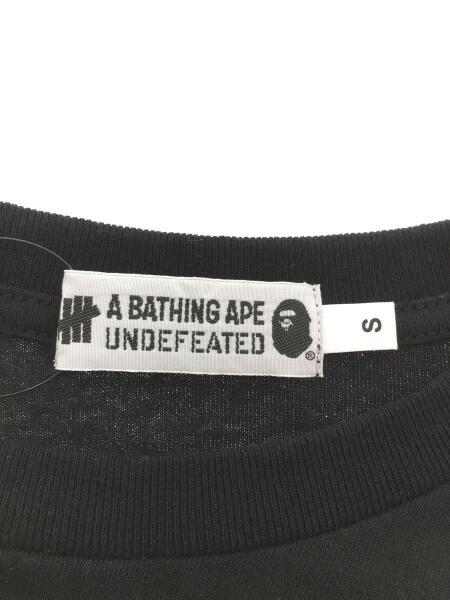 A BATHING APE
UNDEFEATED
®
S